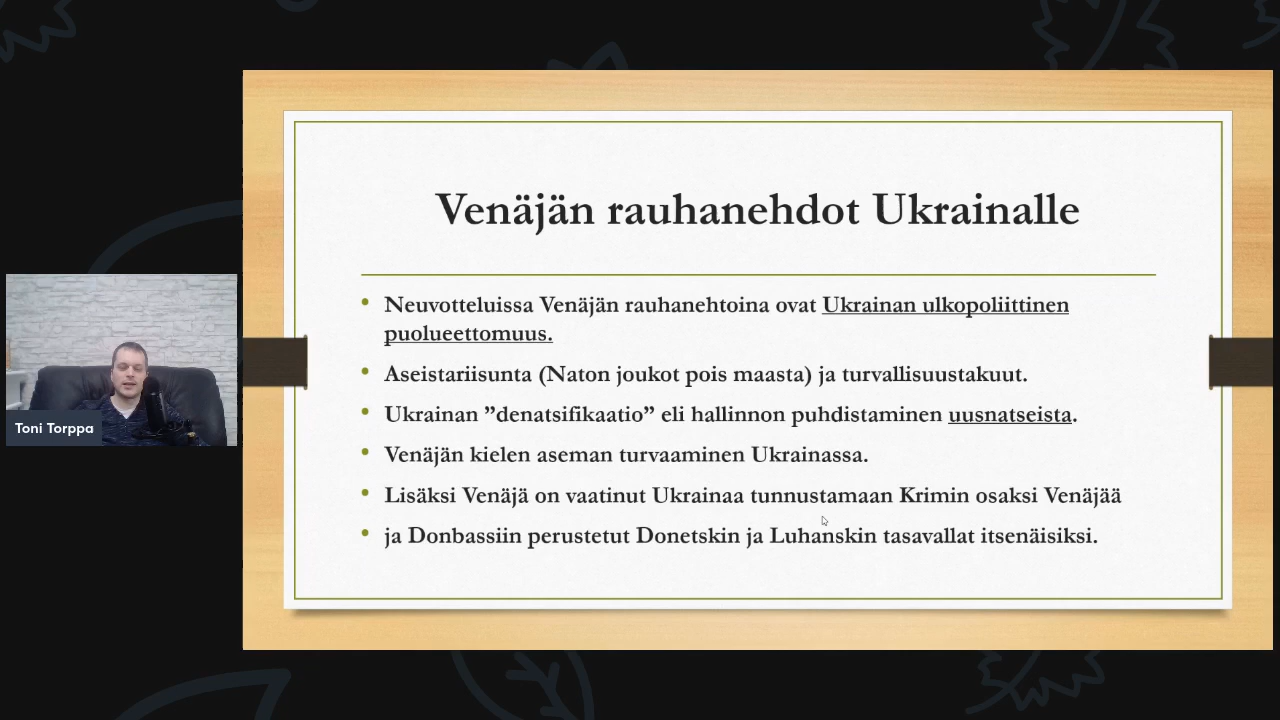 Venäjän rauhanehdot Ukrainalle
Neuvotteluissa Venäjän rauhanehtoina ovat Ukrainan ulkopoliittinen
puolueettomuus.
Aseistariisunta (Naton joukot pois maasta) ja turvallisuustakuut.
Ukrainan ”denatsifikaatio” eli hallinnon puhdistaminen uusnatseista.
Venäjän kielen aseman turvaaminen Ukrainassa.
Lisäksi Venäjä on vaatinut Ukrainaa tunnustamaan Krimin osaksi Venäjää
ja Donbassiin perustetut Donetskin ja Luhanskin tasavallat itsenäisiksi.
Toni Torppa